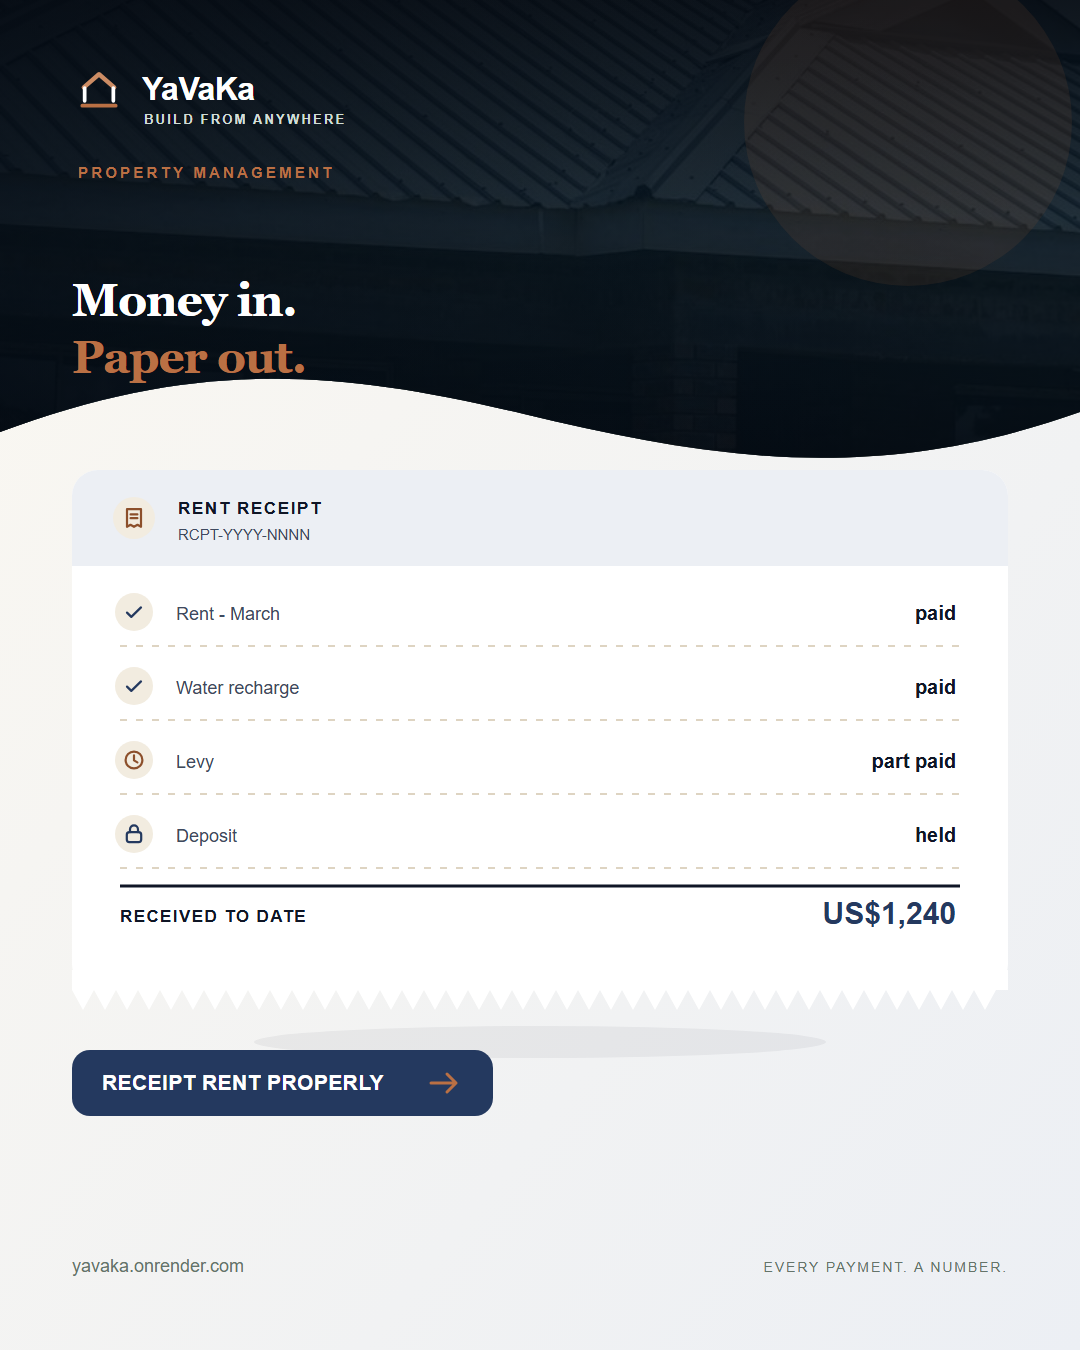 YaVaKa
BUILD FROM ANYWHERE
PROPERTY MANAGEMENT
Money in.
Paper out.
RENT RECEIPT
RCPT-YYYY-NNNN
Rent - March paid
Water recharge paid
Levy part paid
Deposit held
RECEIVED TO DATE US$1,240
RECEIPT RENT PROPERLY
yavaka.onrender.com EVERY PAYMENT. A NUMBER.